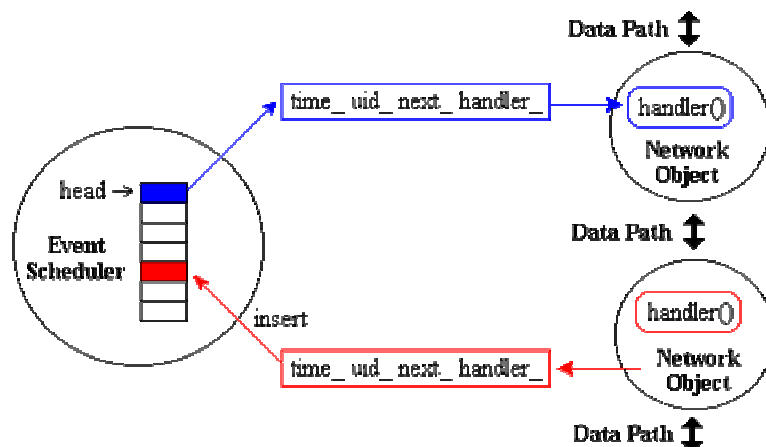 Data Path
time_ uid_ next_ handler_
handler()
Network
Object
head →
Event
Scheduler
Data Path
insert
handler()
time_ uid_ next_ handler_
Network
Object
Data Path